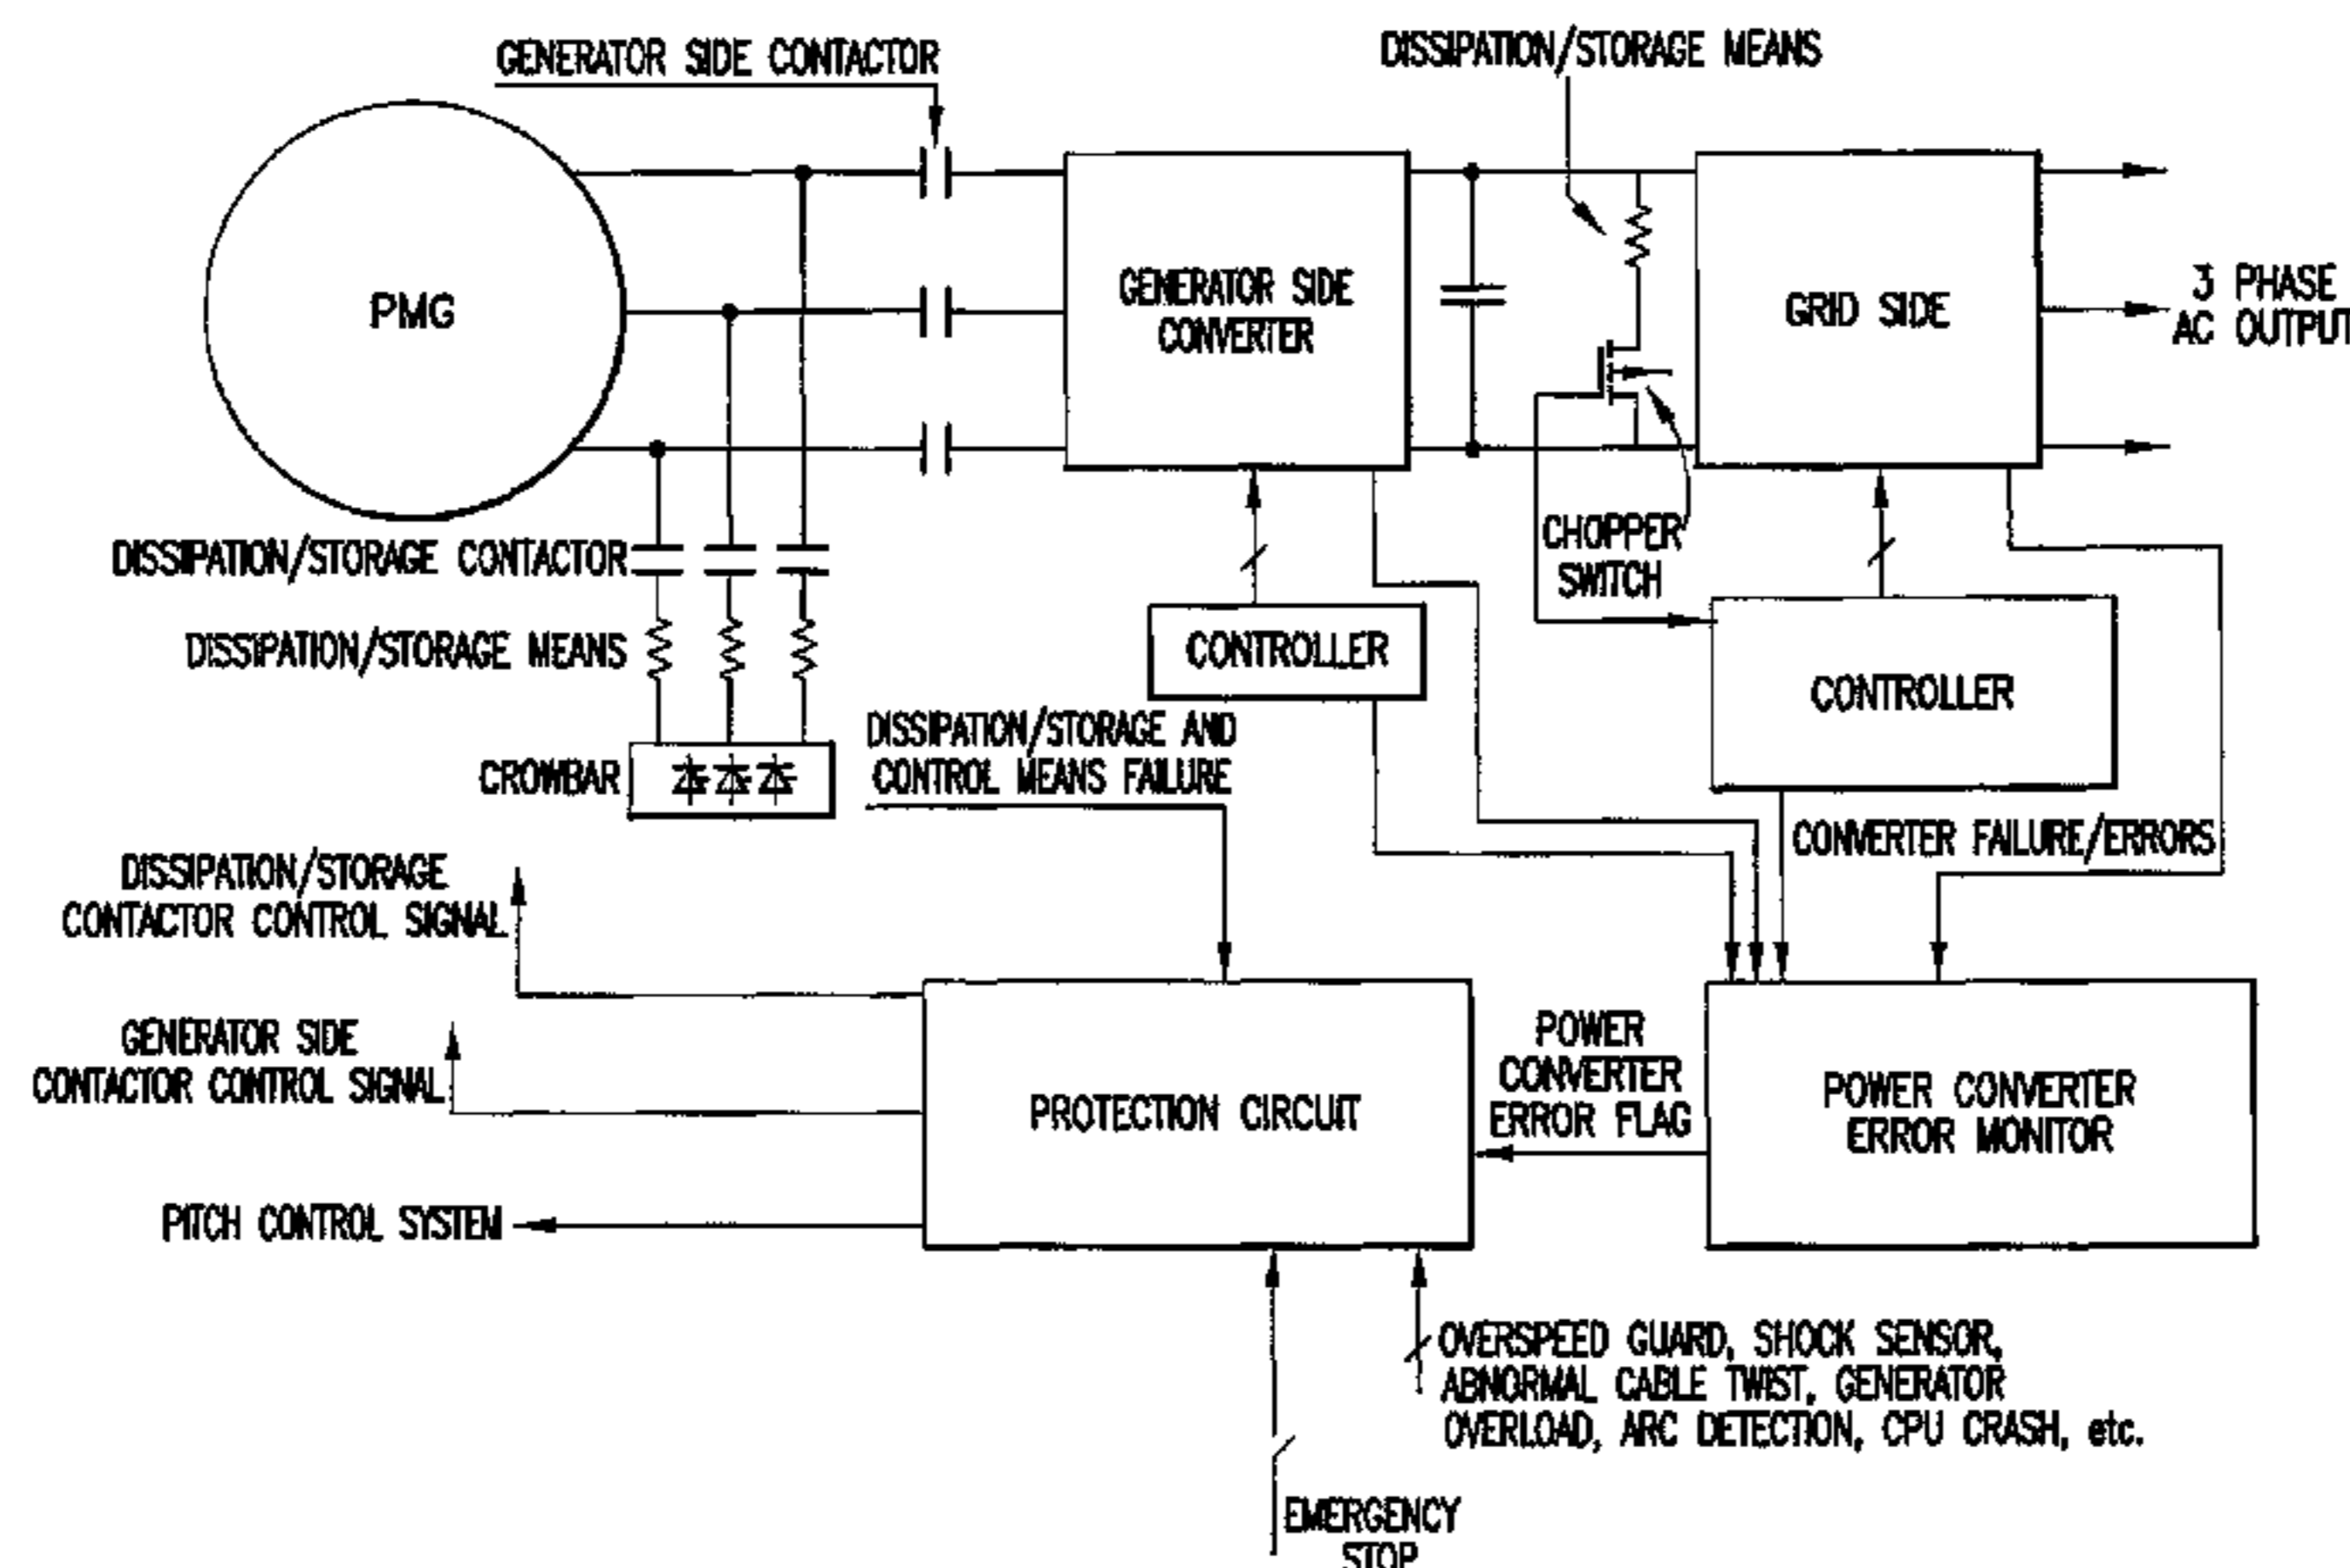 GENERATOR SIDE CONTACTOR
DISSIPATION/STORAGE MEANS
PMG
GENERATOR SIDE
CONVERTER
GRID SIDE
3 PHASE
AC OUTPUT
CHOPPER
SWITCH
DISSIPATION/STORAGE CONTACTOR
DISSIPATION/STORAGE MEANS
CONTROLLER
CONTROLLER
CROWBAR
DISSIPATION/STORAGE AND
CONTROL MEANS FAILURE
CONVERTER FAILURE/ERRORS
DISSIPATION/STORAGE
CONTACTOR CONTROL SIGNAL
GENERATOR SIDE
CONTACTOR CONTROL SIGNAL
PITCH CONTROL SYSTEM
PROTECTION CIRCUIT
POWER
CONVERTER
ERROR FLAG
POWER CONVERTER
ERROR MONITOR
OVERSPEED GUARD, SHOCK SENSOR,
ABNORMAL CABLE TWIST, GENERATOR
OVERLOAD, ARC DETECTION, CPU CRASH, etc.
EMERGENCY
STOP